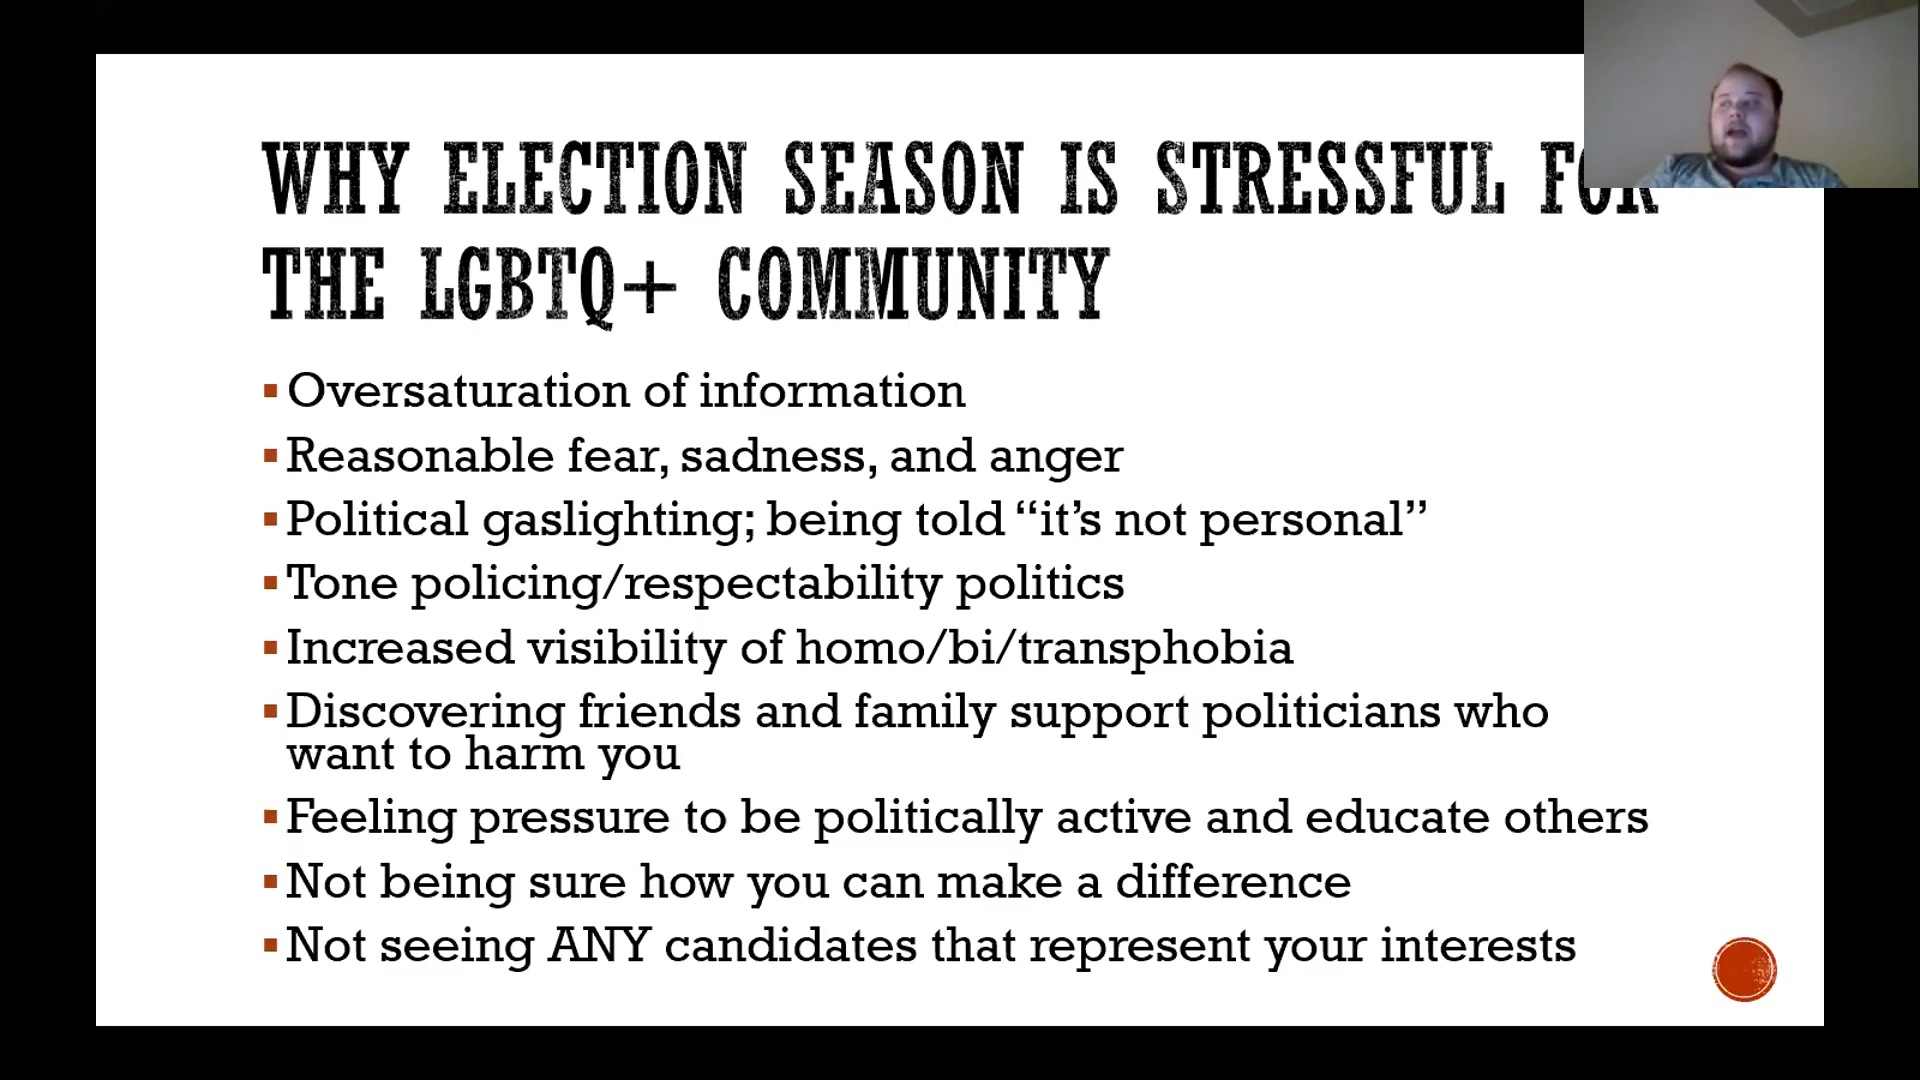 WHY ELECTION SEASON IS STRESSFUL FOR
THE LGBTQ+ COMMUNITY
Oversaturation of information
Reasonable fear, sadness, and anger
Political gaslighting; being told “it’s not personal”
Tone policing/respectability politics
Increased visibility of homo/bi/transphobia
Discovering friends and family support politicians who
want to harm you
Feeling pressure to be politically active and educate others
Not being sure how you can make a difference
Not seeing ANY candidates that represent your interests